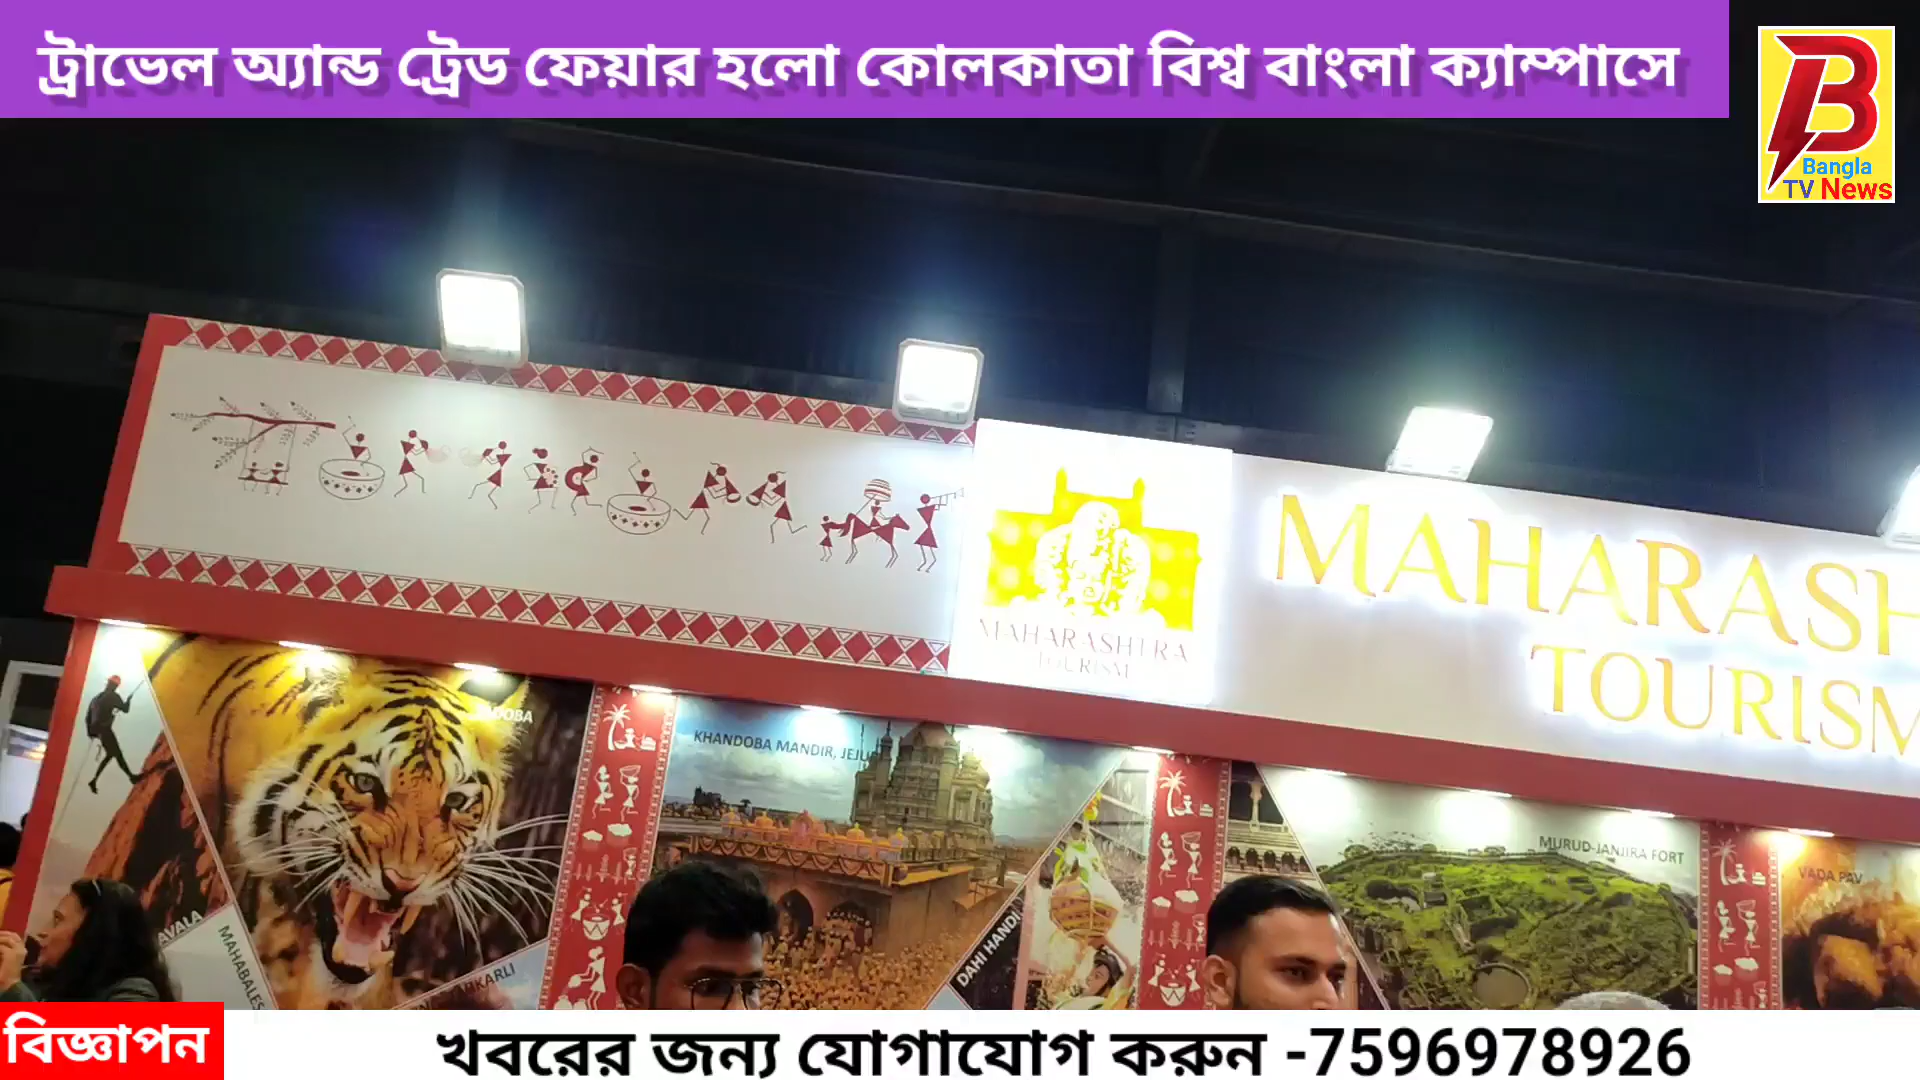 ট্রাভেল অ্যান্ড ট্রেড ফেয়ার হলো কোলকাতা বিশ্ব বাংলা ক্যাম্পাসে
B
Bangla
TV News
MAHARASH
TOURISM
MAHARASHTRA
TOURISM
KHANDOBA MANDIR, JEJU
MURUD-JANJIRA FORT
VADA PAV
DAHI HANDI
MAHABALES
বিজ্ঞাপন
খবরের জন্য যোগাযোগ করুন -7596978926